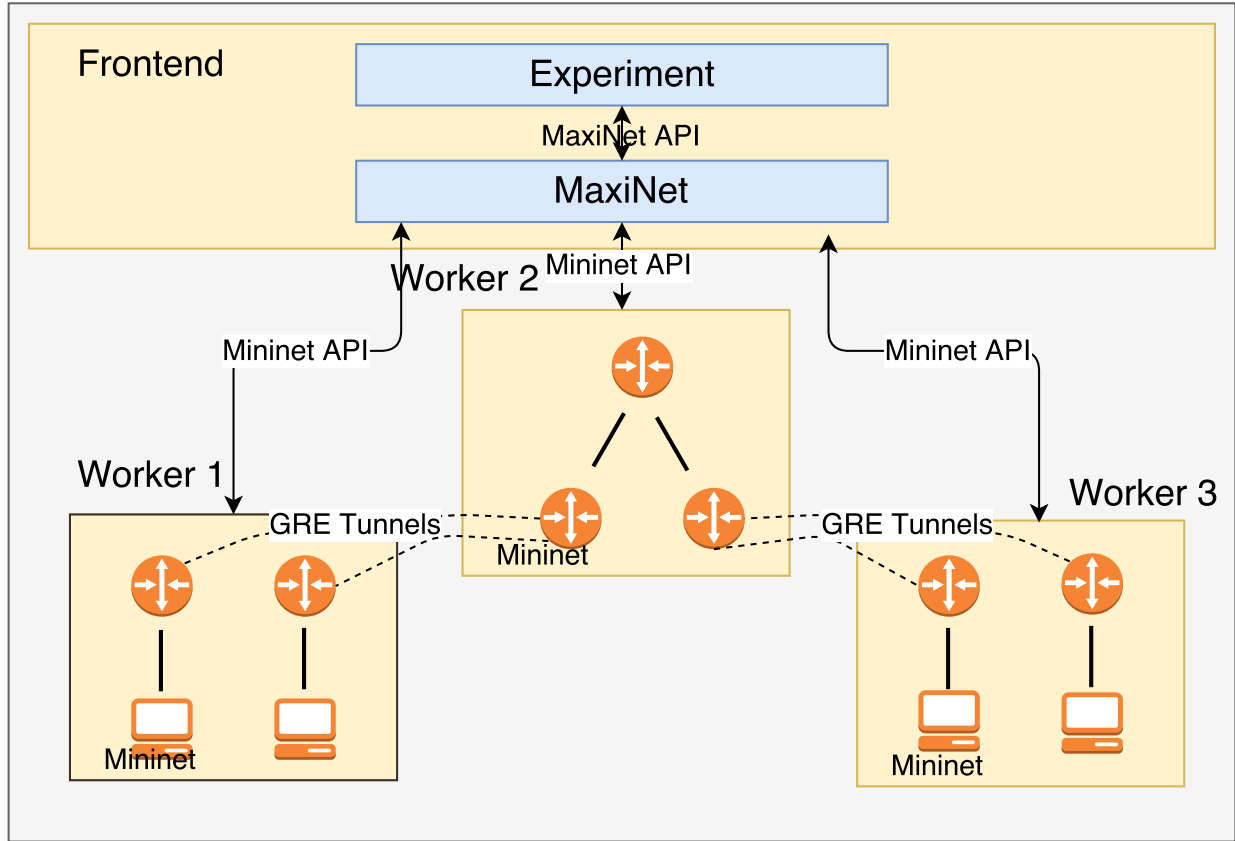 Frontend
Experiment
MaxiNet API
MaxiNet
Worker 2
Mininet API
Mininet API
Mininet API
Worker 1
Worker 3
GRE Tunnels
GRE Tunnels
Mininet
Mininet
Mininet